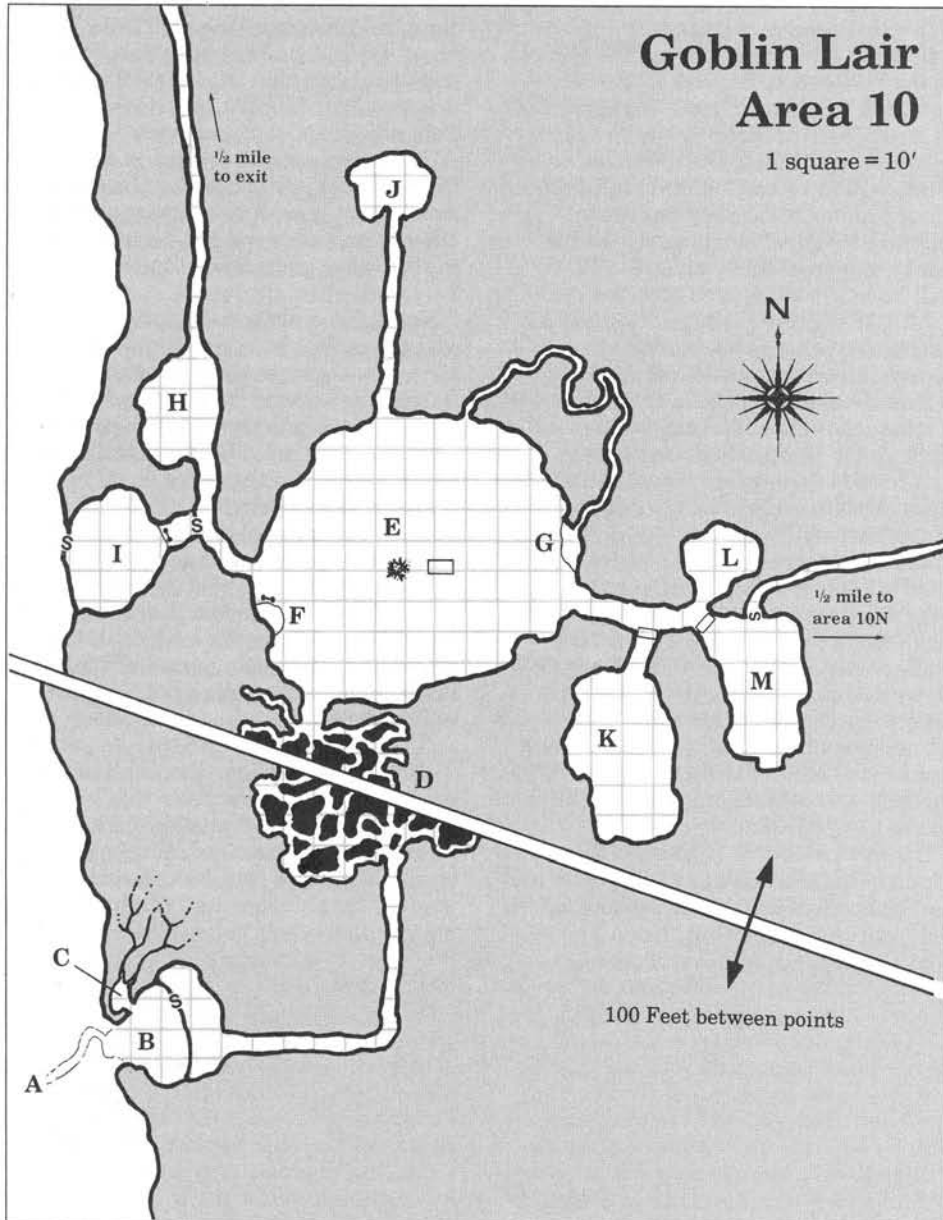 Goblin Lair
Area 10
1 square = 10'
½ mile
to exit
J
N
H
E
S
S
I
G
L
F
½ mile to
area 10N
S
M
K
D
C
S
B
100 Feet between points
A